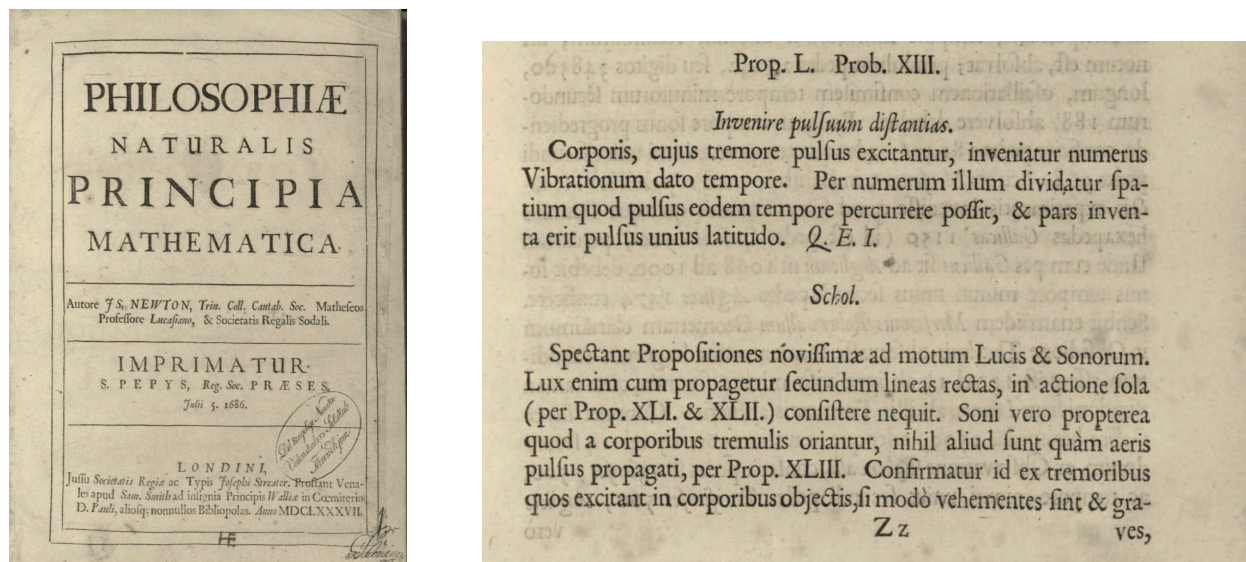 PHILOSOPHIÆ
NATURALIS
PRINCIPIA
MATHEMATICA.
Autore J S. NEWTON, Trin. Coll. Cantab. Soc. Matheſeos
Profeſſore Lucaſiano, & Societatis Regalis Sodali.
IMPRIMATUR.
S. PEPYS, Reg. Soc. PRÆSES.
Julii 5. 1686.
LONDINI,
Juſſu Societatis Regiæ ac Typis Joſephi Streater. Proſtant Vena-
les apud Sam. Smith ad inſignia Principis Walliæ in Cœmiterio
D. Pauli, alioſq; nonnullos Bibliopolas. Anno MDCLXXXVII.
HE
Prop. L. Prob. XIII.
Invenire pulſuum diſtantias.
Corporis, cujus tremore pulſus excitantur, inveniatur numerus
Vibrationum dato tempore. Per numerum illum dividatur ſpa-
tium quod pulſus eodem tempore percurrere poſſit, & pars inven-
ta erit pulſus unius latitudo. Q. E. I.
Schol.
Spectant Propoſitiones noviſſimæ ad motum Lucis & Sonorum.
Lux enim cum propagetur ſecundum lineas rectas, in actione ſola
(per Prop. XLI. & XLII.) conſiſtere nequit. Soni vero propterea
quod a corporibus tremulis oriantur, nihil aliud ſunt quàm aeris
pulſus propagati, per Prop. XLIII. Confirmatur id ex tremoribus
quos excitant in corporibus objectis, ſi modò vehementes ſint & gra-
Z z
ves,